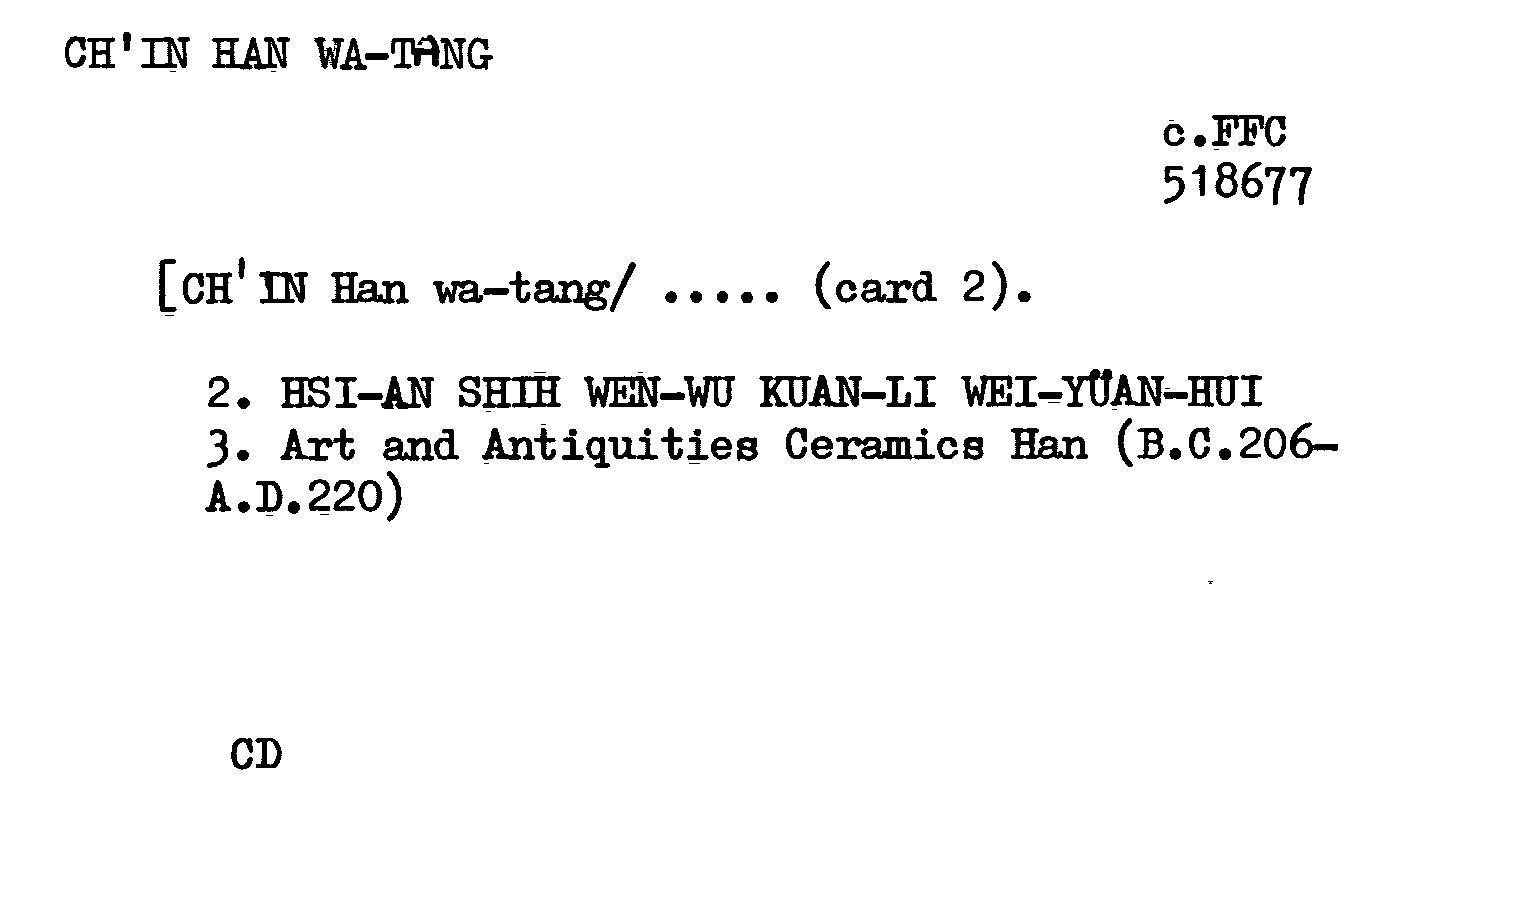 CH'IN HAN WA-TANG
c.FFC
518677
[CH'IN Han wa-tang/ ..... (card 2).
2. HSI-AN SHIH WEN-WU KUAN-LI WEI-YÜAN-HUI
3. Art and Antiquities Ceramics Han (B.C.206-
A.D.220)
CD